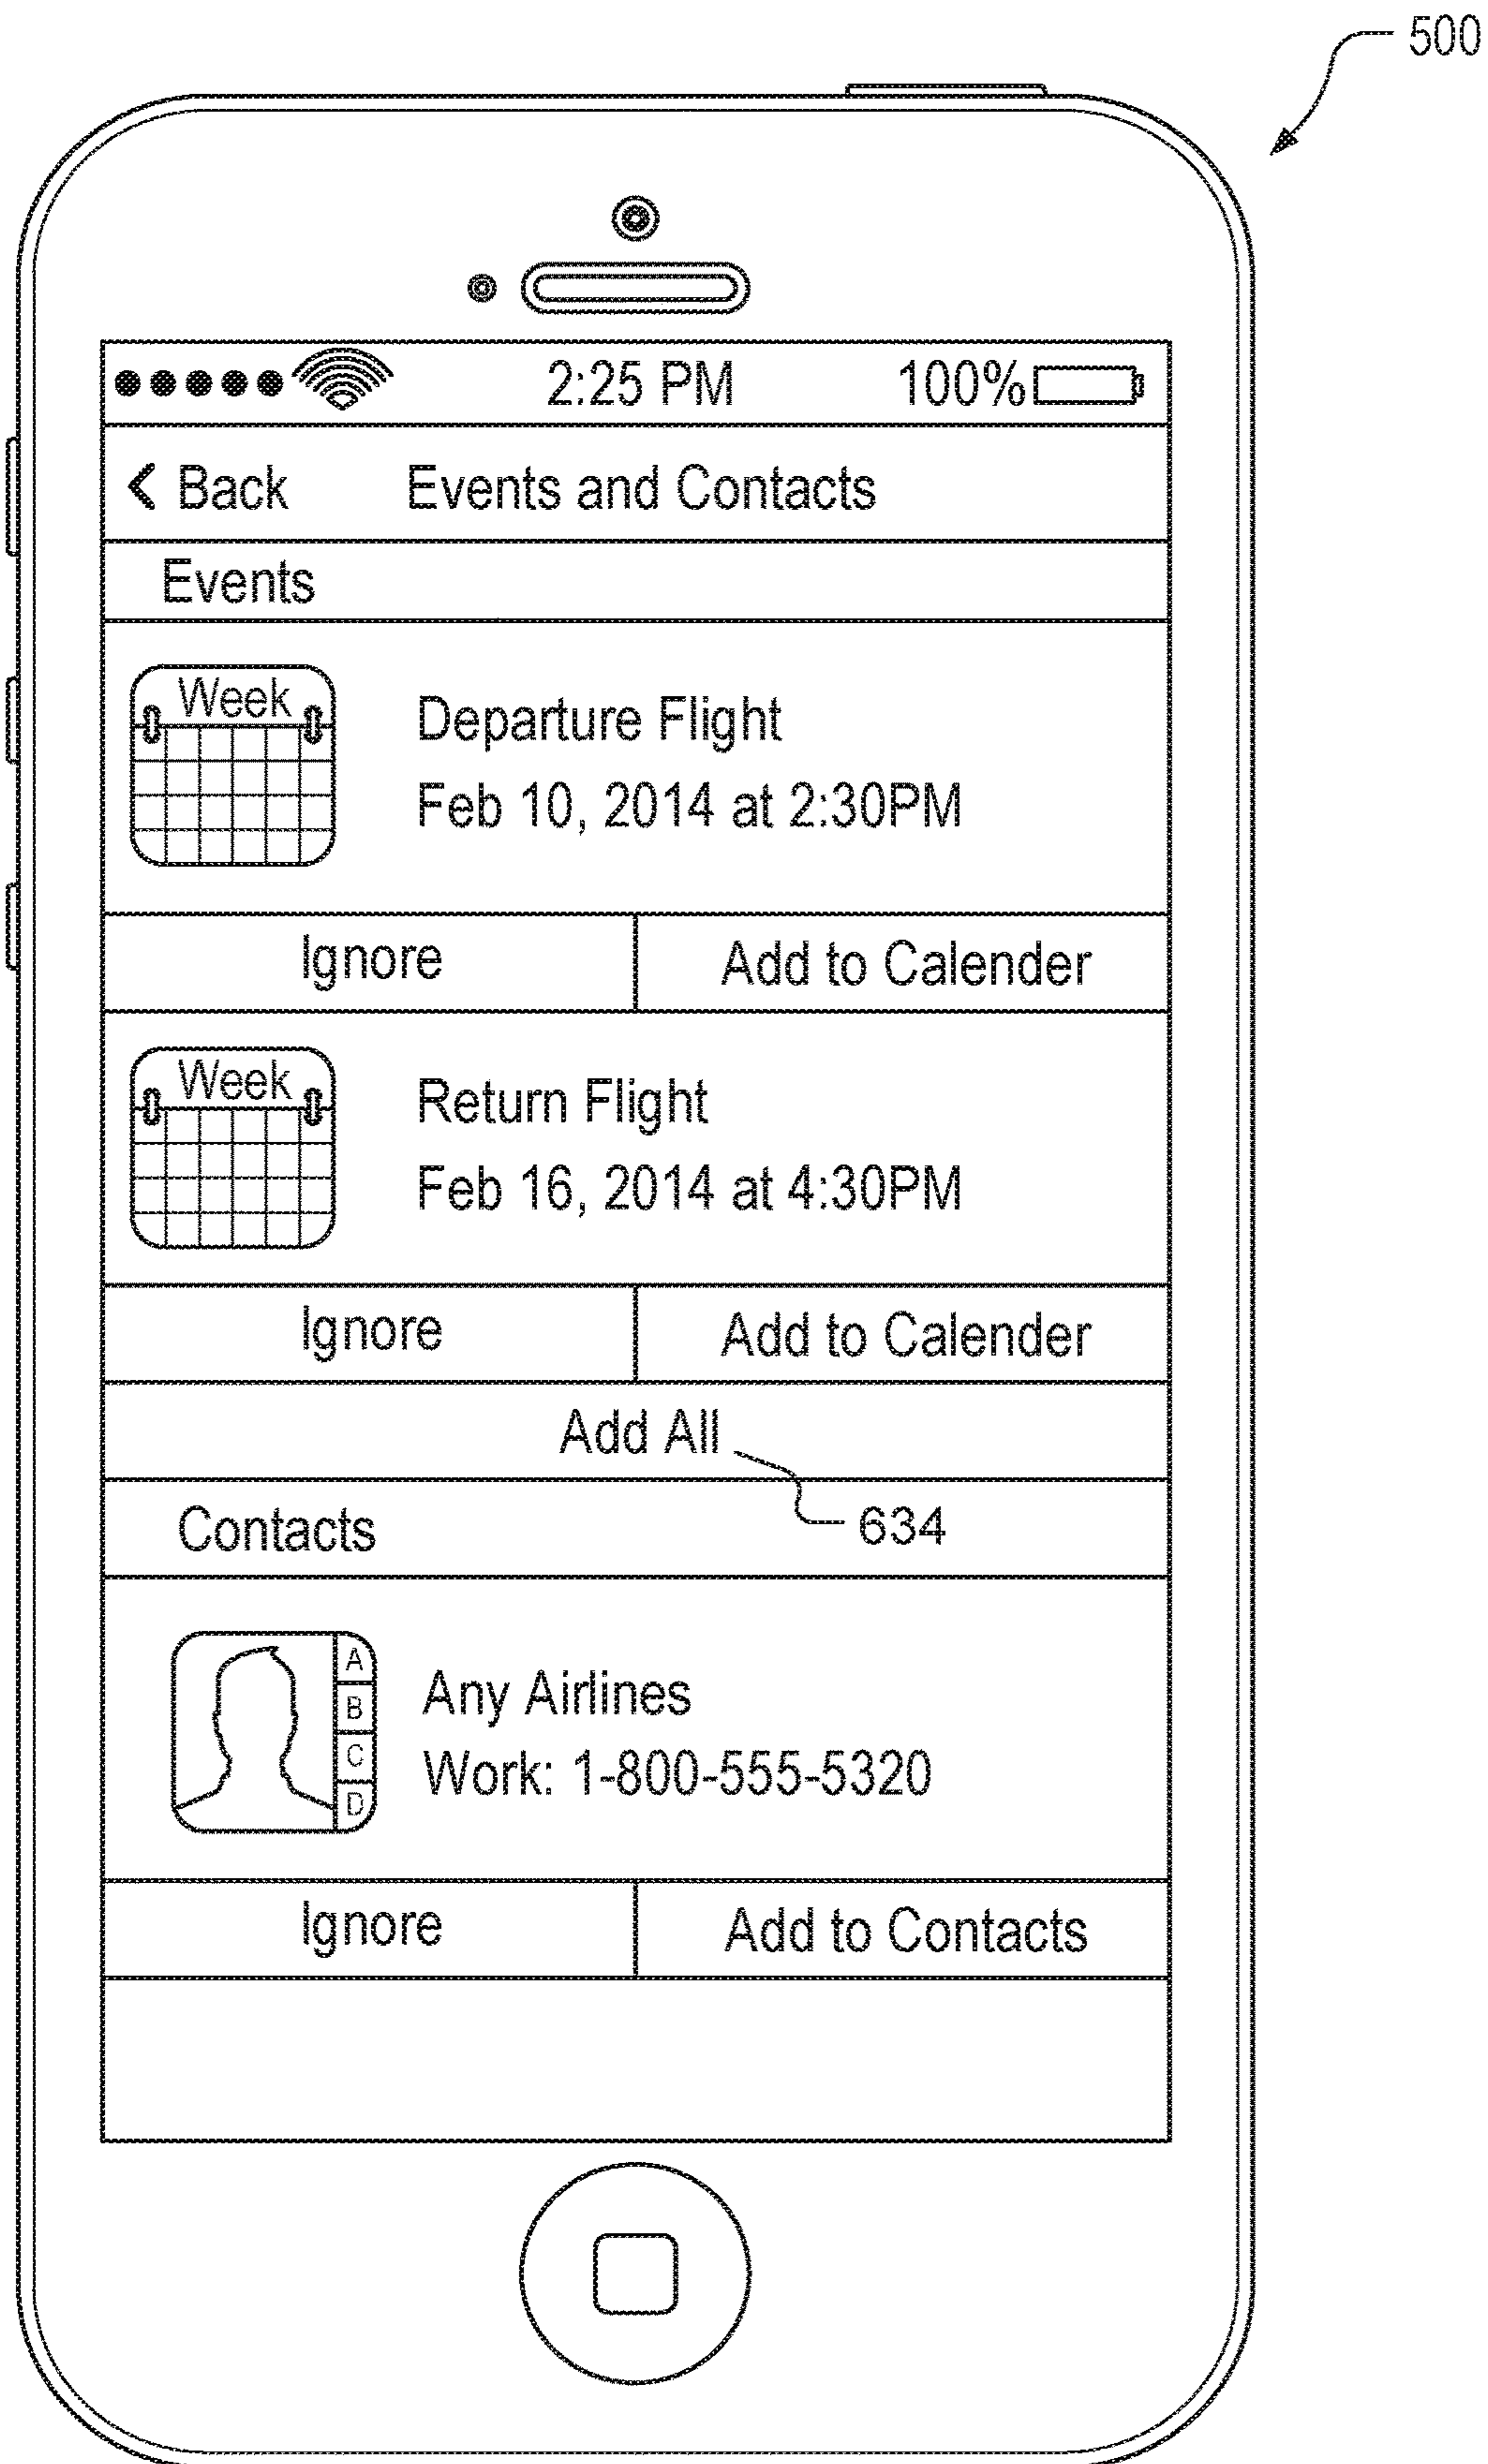 500
2:25 PM 100%
< Back Events and Contacts
Events
Week
Departure Flight
Feb 10, 2014 at 2:30PM
Ignore Add to Calender
Week
Return Flight
Feb 16, 2014 at 4:30PM
Ignore Add to Calender
Add All
Contacts 634
A
B
C
D
Any Airlines
Work: 1-800-555-5320
Ignore Add to Contacts